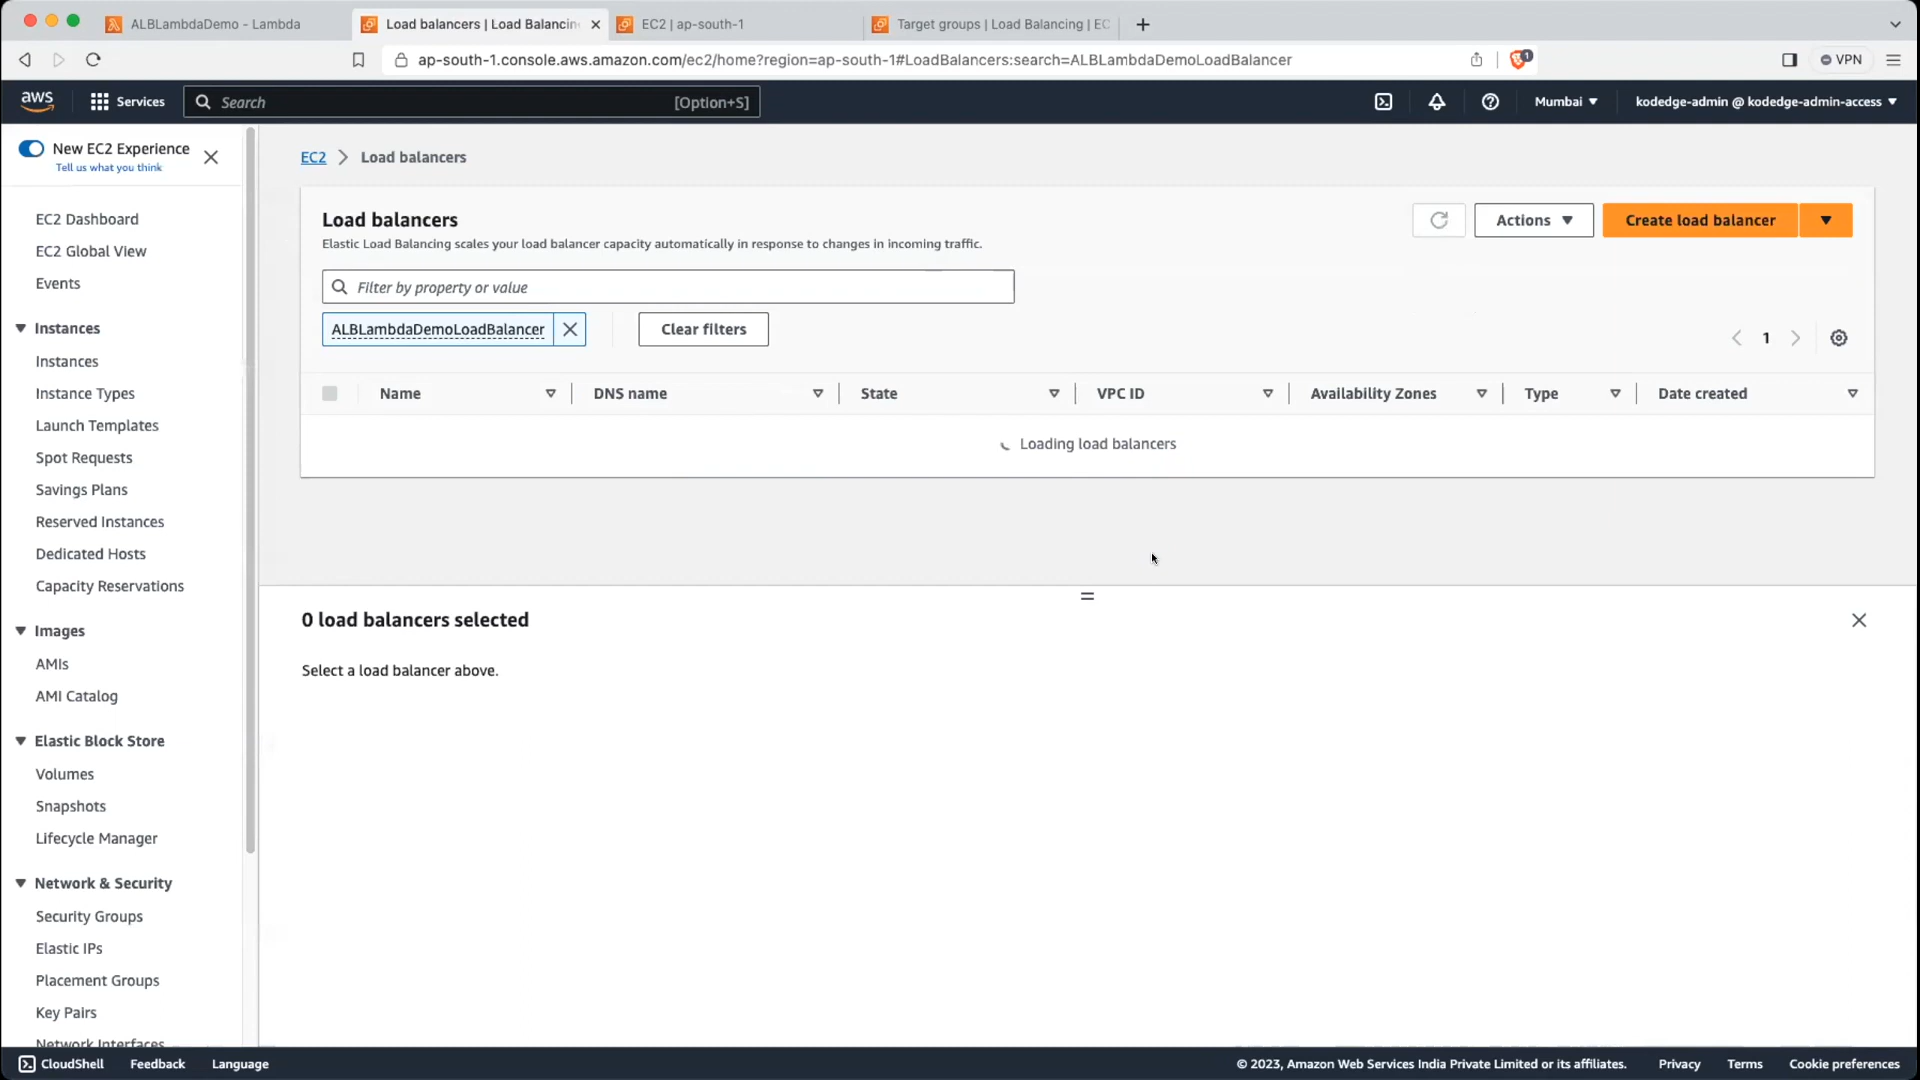 ALBLambdaDemo - Lambda
Load balancers | Load Balancin
EC2 | ap-south-1
Target groups | Load Balancing | EC
ap-south-1.console.aws.amazon.com/ec2/home?region=ap-south-1#LoadBalancers:search=ALBLambdaDemoLoadBalancer
1
VPN
aws
Services
Search
[Option+S]
Mumbai
kodedge-admin @ kodedge-admin-access
New EC2 Experience
Tell us what you think
EC2 Dashboard
EC2 Global View
Events
Instances
Instances
Instance Types
Launch Templates
Spot Requests
Savings Plans
Reserved Instances
Dedicated Hosts
Capacity Reservations
Images
AMIs
AMI Catalog
Elastic Block Store
Volumes
Snapshots
Lifecycle Manager
Network & Security
Security Groups
Elastic IPs
Placement Groups
Key Pairs
Network Interfaces
EC2
Load balancers
Load balancers
Elastic Load Balancing scales your load balancer capacity automatically in response to changes in incoming traffic.
Actions
Create load balancer
Filter by property or value
ALBLambdaDemoLoadBalancer
Clear filters
1
Name
DNS name
State
VPC ID
Availability Zones
Type
Date created
Loading load balancers
0 load balancers selected
Select a load balancer above.
CloudShell
Feedback
Language
© 2023, Amazon Web Services India Private Limited or its affiliates.
Privacy
Terms
Cookie preferences